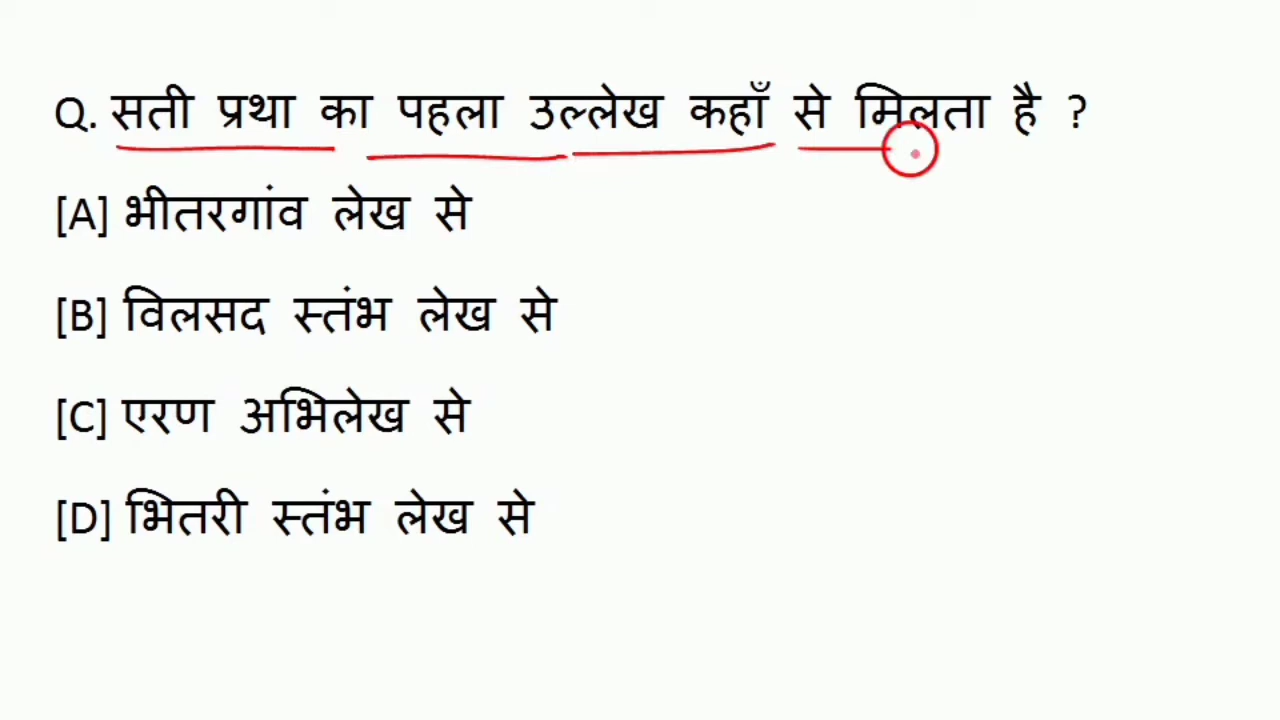 Q. सती प्रथा का पहला उल्लेख कहाँ से मिलता है ?
[A] भीतरगांव लेख से
[B] विलसद स्तंभ लेख से
[C] एरण अभिलेख से
[D] भितरी स्तंभ लेख से